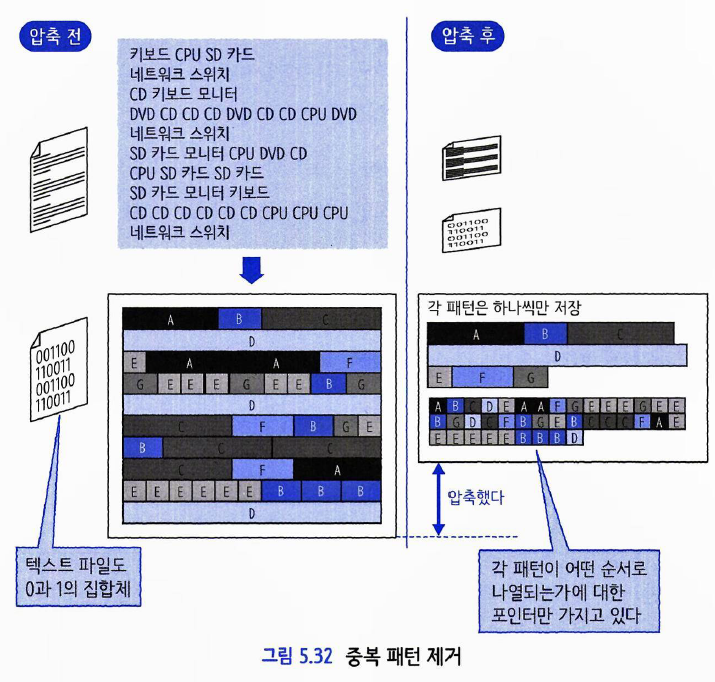 압축 전
키보드 CPU SD 카드
네트워크 스위치
CD 키보드 모니터
DVD CD CD CD DVD CD CD CPU DVD
네트워크 스위치
SD 카드 모니터 CPU DVD CD
CPU SD 카드 SD 카드
SD 카드 모니터 키보드
CD CD CD CD CD CD CPU CPU CPU
네트워크 스위치
001100
110011
001100
110011
A B C
D
E A A F
G E E E G E E B G
D
C F B G E
B C C
C F A
E E E E E E B B B
D
텍스트 파일도
0과 1의 집합체
압축 후
001100
110011
001100
110011
각 패턴은 하나씩만 저장
A B C
D
E F G
A B C D E A A F G E E E G E E
B G D C F B G E B C C C F A E
E E E E E B B B D
압축했다
각 패턴이 어떤 순서로
나열되는가에 대한
포인터만 가지고 있다
그림 5.32 중복 패턴 제거